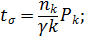 t_σ = n_k/γk P_k;